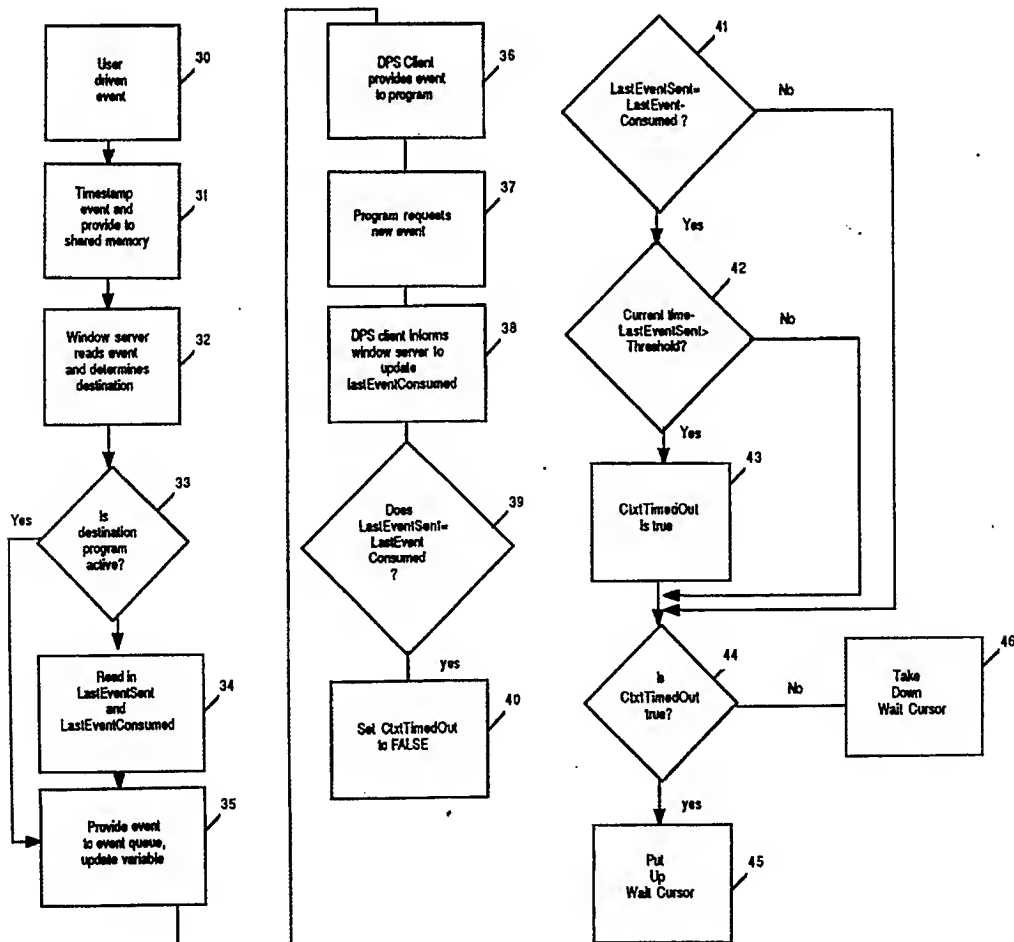 User
driven
event
30
Timestamp
event and
provide to
shared memory
31
Window server
reads event
and determines
destination
32
Is
destination
program
active?
33
Yes
Read in
LastEventSent
and
LastEventConsumed
34
Provide event
to event queue,
update variable
35
DPS Client
provides event
to program
36
Program requests
new event
37
DPS client informs
window server to
update
lastEventConsumed
38
Does
LastEventSent=
LastEvent
Consumed
?
39
yes
Set CtxtTimedOut
to FALSE
40
LastEventSent=
LastEvent-
Consumed ?
41
No
Yes
Current time-
LastEventSent>
Threshold?
42
No
Yes
CtxtTimedOut
is true
43
Is
CtxtTimedOut
true?
44
No
yes
Put
Up
Wait Cursor
45
Take
Down
Wait Cursor
46